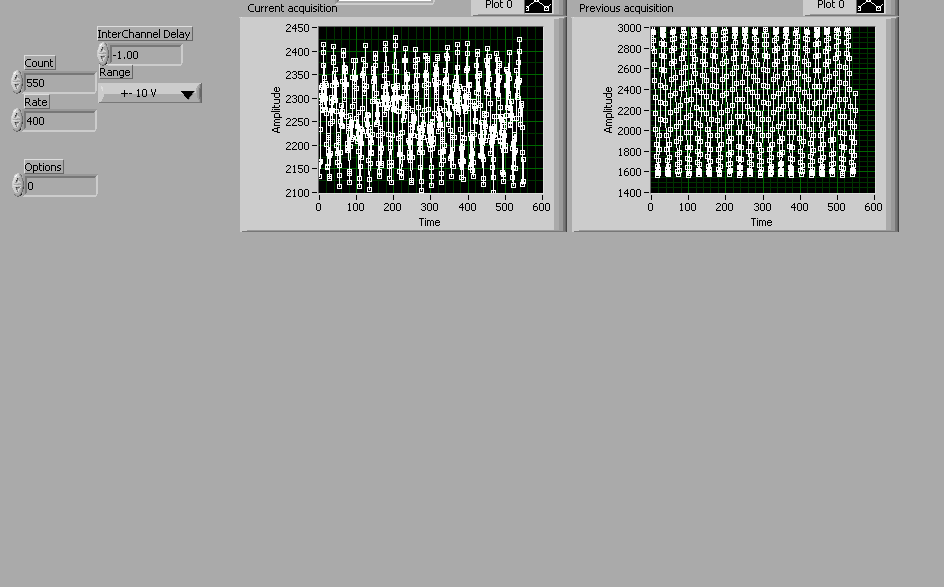 Current acquisition
Plot 0
Previous acquisition
Plot 0
InterChannel Delay
-1.00
Count
550
Range
+- 10 V
Rate
400
Options
0
Amplitude
2450
2400
2350
2300
2250
2200
2150
2100
0 100 200 300 400 500 600
Time
Amplitude
3000
2800
2600
2400
2200
2000
1800
1600
1400
0 100 200 300 400 500 600
Time